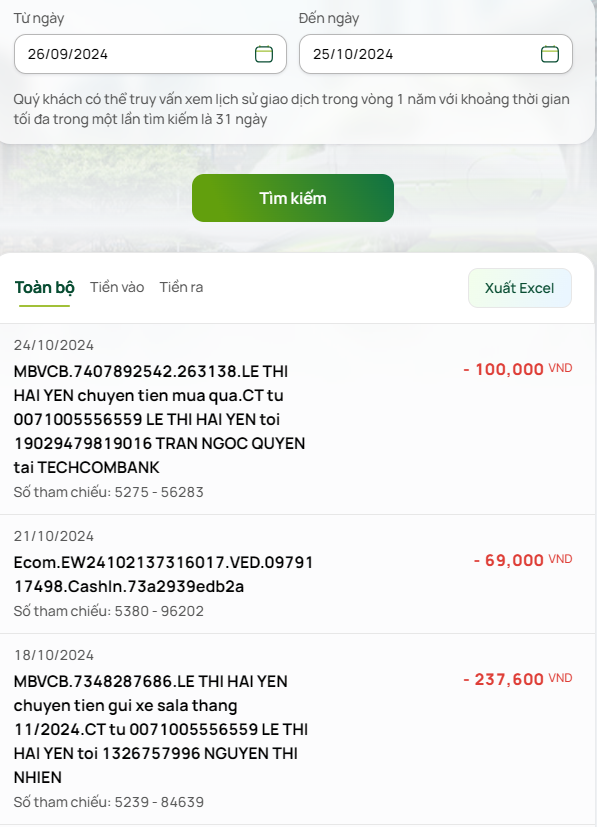 Từ ngày
Đến ngày
26/09/2024
25/10/2024
Quý khách có thể truy vấn xem lịch sử giao dịch trong vòng 1 năm với khoảng thời gian
tối đa trong một lần tìm kiếm là 31 ngày
Tìm kiếm
Toàn bộ
Tiền vào
Tiền ra
Xuất Excel
24/10/2024
MBVCB.7407892542.263138.LE THI
HAI YEN chuyen tien mua qua.CT tu
0071005556559 LE THI HAI YEN toi
19029479819016 TRAN NGOC QUYEN
tai TECHCOMBANK
- 100,000 VND
Số tham chiếu: 5275 - 56283
21/10/2024
Ecom.EW24102137316017.VED.09791
17498.CashIn.73a2939edb2a
- 69,000 VND
Số tham chiếu: 5380 - 96202
18/10/2024
MBVCB.7348287686.LE THI HAI YEN
chuyen tien gui xe sala thang
11/2024.CT tu 0071005556559 LE THI
HAI YEN toi 1326757996 NGUYEN THI
NHIEN
- 237,600 VND
Số tham chiếu: 5239 - 84639